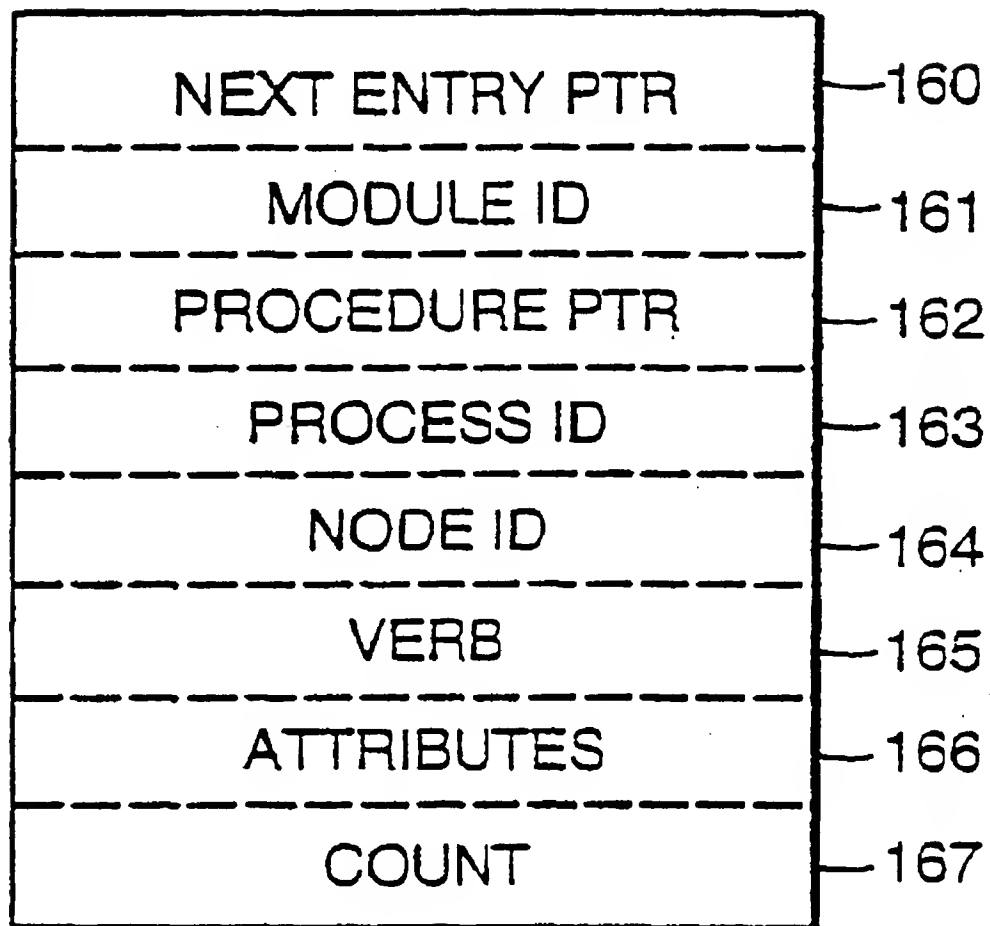 NEXT ENTRY PTR 160
MODULE ID 161
PROCEDURE PTR 162
PROCESS ID 163
NODE ID 164
VERB 165
ATTRIBUTES 166
COUNT 167